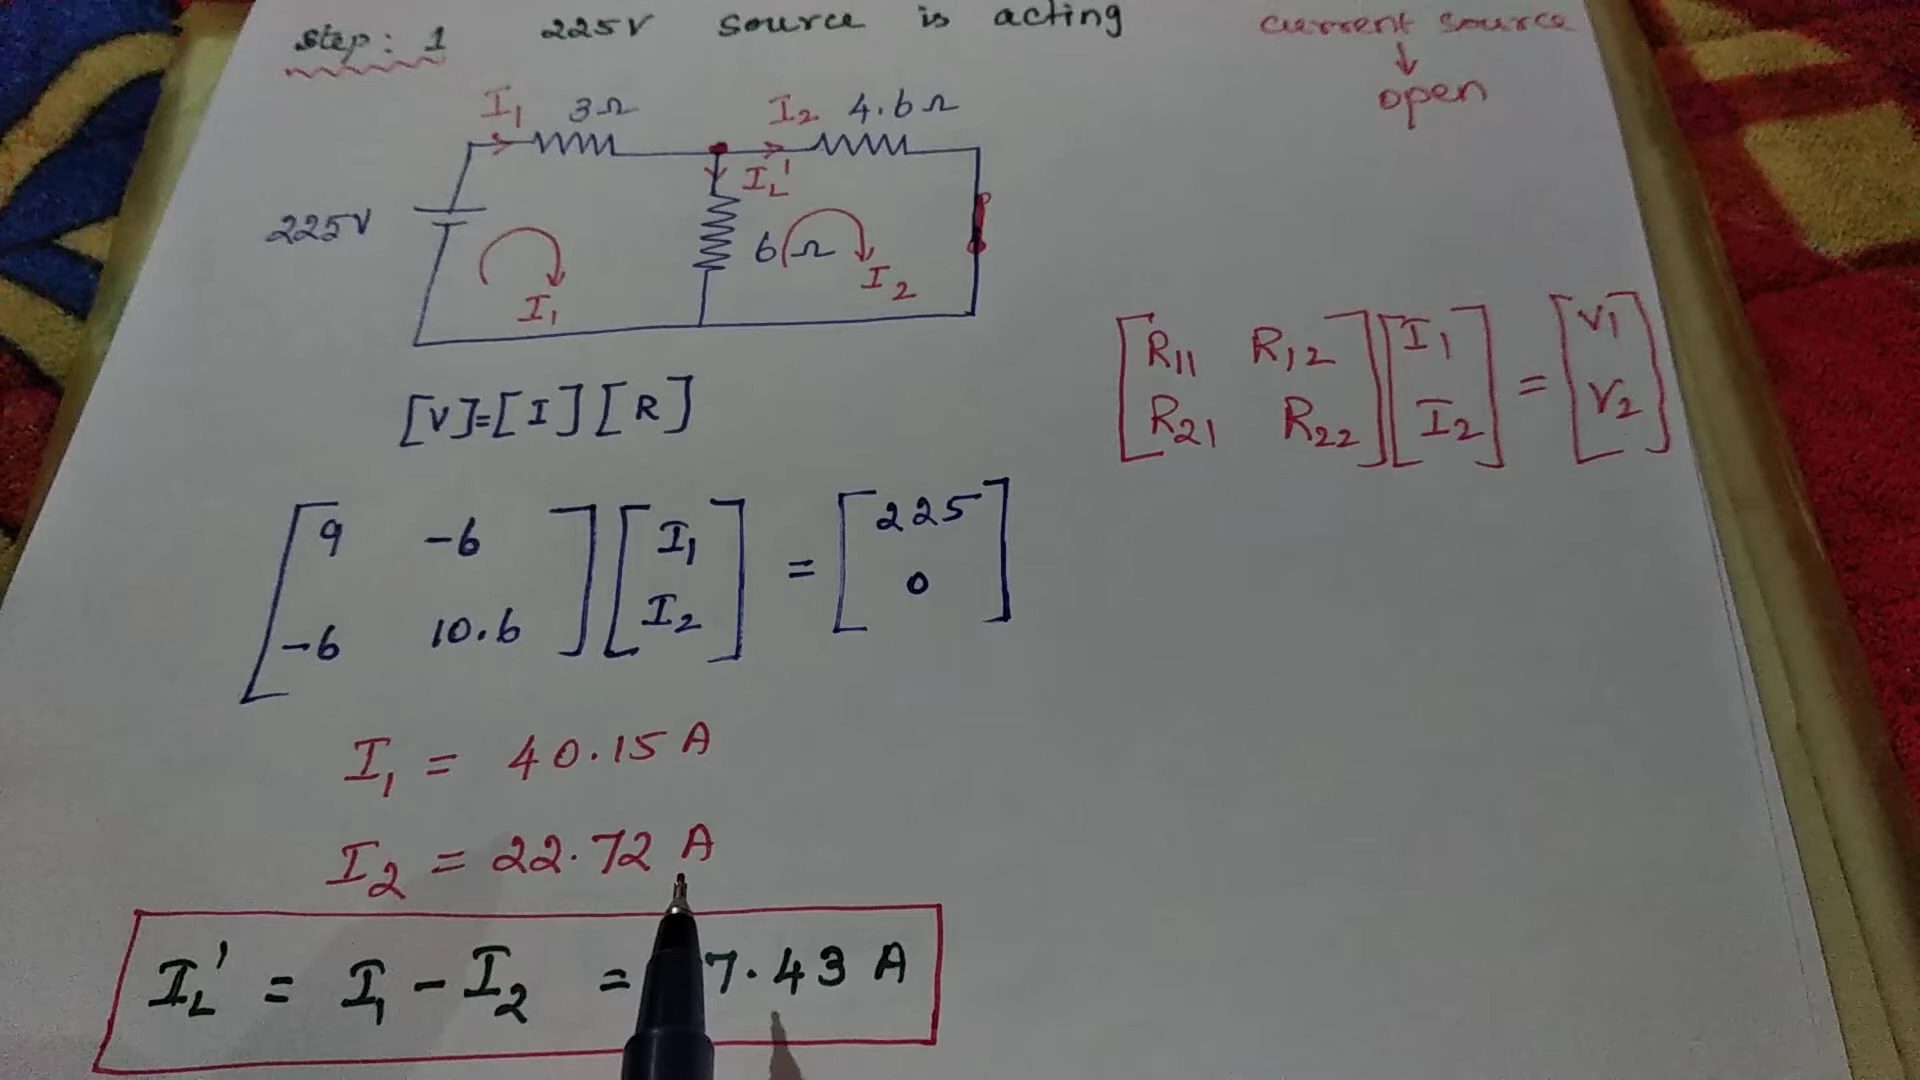 Step: 1 225V source is acting
current source
↓
open
I1 3Ω I2 4.6Ω
IL'
225V
6Ω
I1
I2
[R11 R12] [I1] = [V1]
[R21 R22] [I2] [V2]
[V]=[I][R]
[9 -6] [I1] = [225]
[-6 10.6] [I2] [0]
I1 = 40.15 A
I2 = 22.72 A
IL' = I1 - I2 = 7.43 A